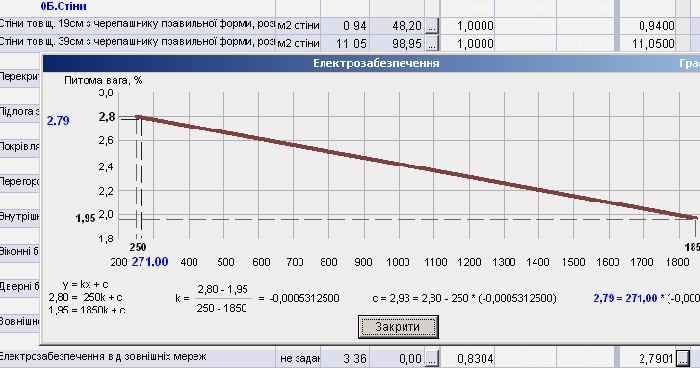 0Б.Стіни
Стіни товщ. 19см з черепашнику правильної форми, роз м2 стіни 0 94 48,20 ... 1,0000 0,9400
Стіни товщ. 39см з черепашнику правильної форми, роз м2 стіни 11 05 98,95 ... 1,0000 11,0500
Електрозабезпечення Граф
Перекрит
Питома вага, %
3,0
2.79 2,8
Підлога з
2,6
Покрівля
2,4
Перегоро
2,2
Внутрішн
1,95 2,0
1,8
Віконні б
250 185
200 271,00 400 500 600 700 800 900 1000 1100 1200 1300 1400 1500 1600 1700 1800
Дверні б
y = kx + c
2,80 = 250k + c
1,95 = 1850k + c
k = 2,80 - 1,95 / 250 - 1850 = -0,0005312500
c = 2,93 = 2,80 - 250 * (-0,0005312500)
2,79 = 271,00 * (-0,000
Зовнішнє
Закрити
Електрозабезпечення від зовнішніх мереж не задан 3 36 0,00 ... 0,8304 2,7901 ...